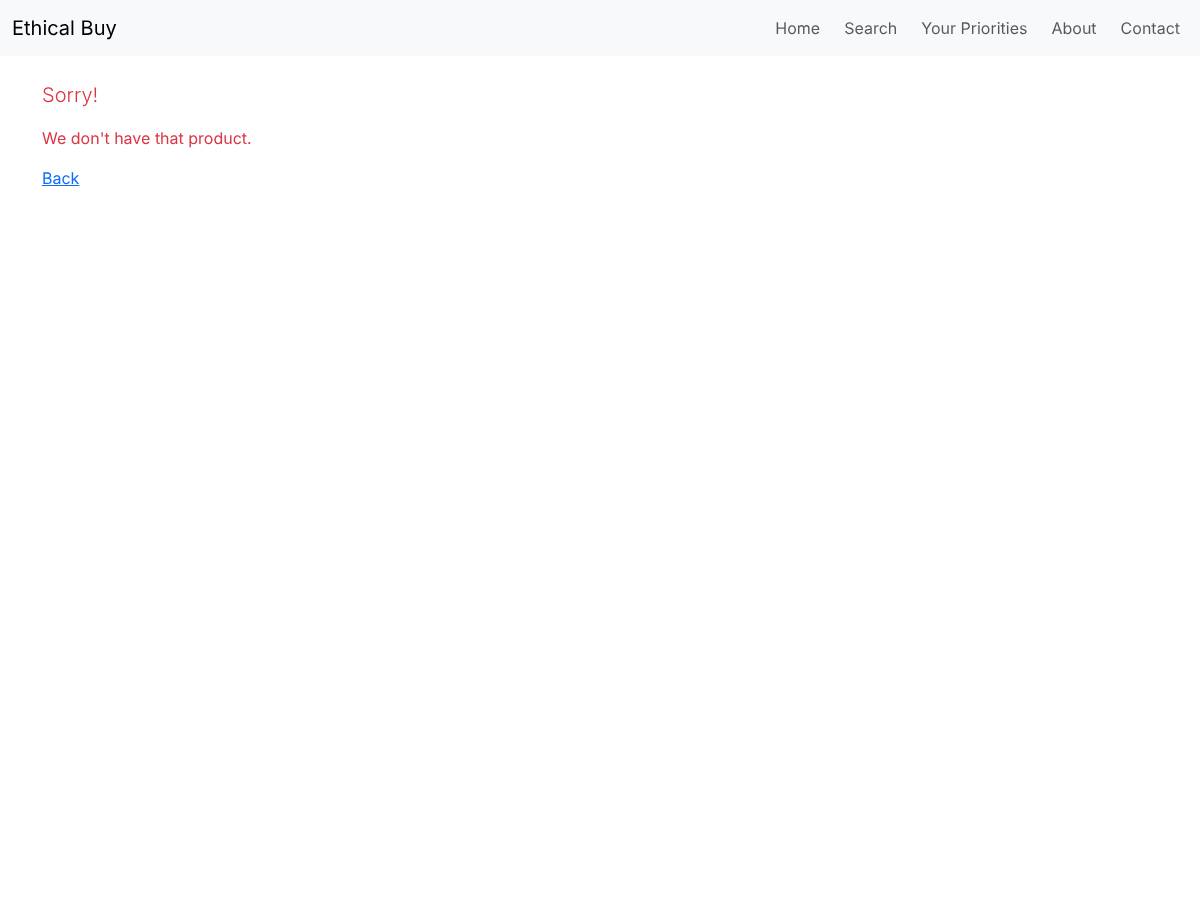 Ethical Buy
Home Search Your Priorities About Contact
Sorry!
We don't have that product.
Back